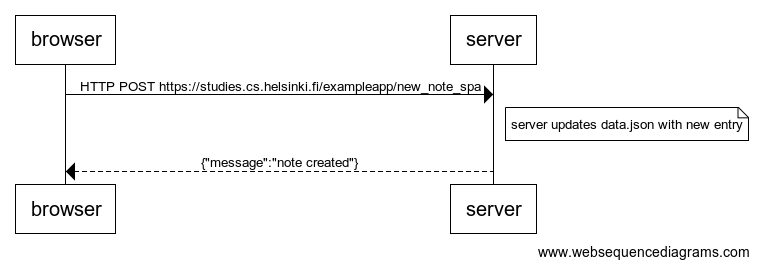 browser
server
HTTP POST https://studies.cs.helsinki.fi/exampleapp/new_note_spa
server updates data.json with new entry
{"message":"note created"}
browser
server
www.websequencediagrams.com